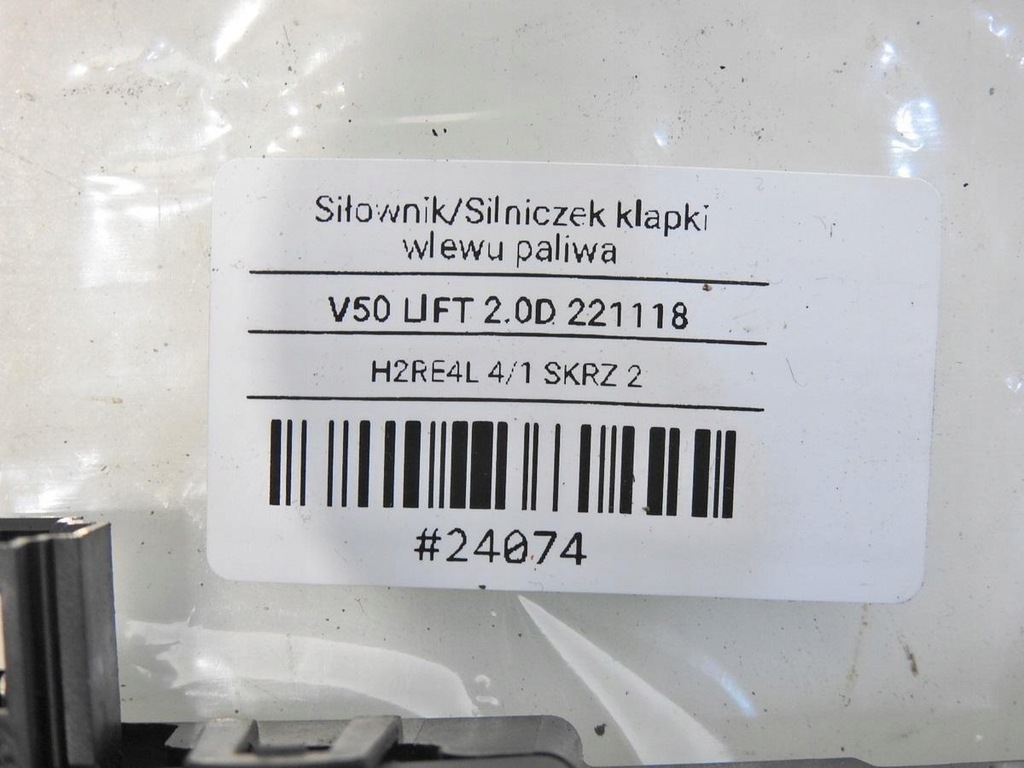 Siłownik/Silniczek klapki
wlewu paliwa
V50 LIFT 2.0D 221118
H2RE4L 4/1 SKRZ 2
#24074